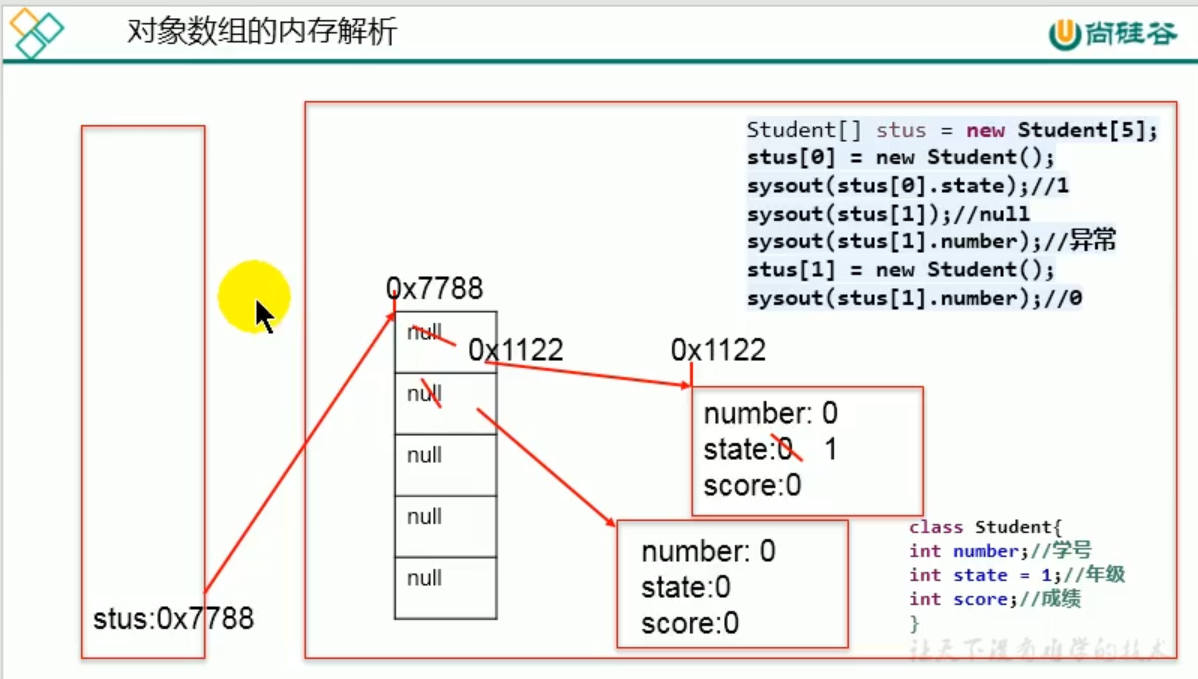 对象数组的内存解析
尚硅谷
Student[] stus = new Student[5];
stus[0] = new Student();
sysout(stus[0].state);//1
sysout(stus[1]);//null
sysout(stus[1].number);//异常
stus[1] = new Student();
sysout(stus[1].number);//0
0x7788
null
0x1122
null
null
null
null
0x1122
number: 0
state:0 1
score:0
number: 0
state:0
score:0
stus:0x7788
class Student{
int number;//学号
int state = 1;//年级
int score;//成绩
}
让天下没有难学的技术